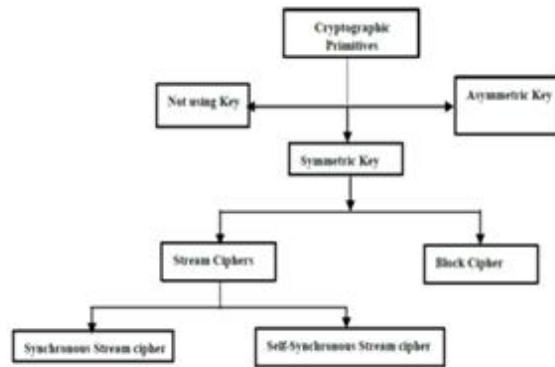 Cryptographic
Primitives
Not using Key
Asymmetric Key
Symmetric Key
Stream Ciphers
Block Cipher
Synchronous Stream cipher
Self-Synchronous Stream cipher